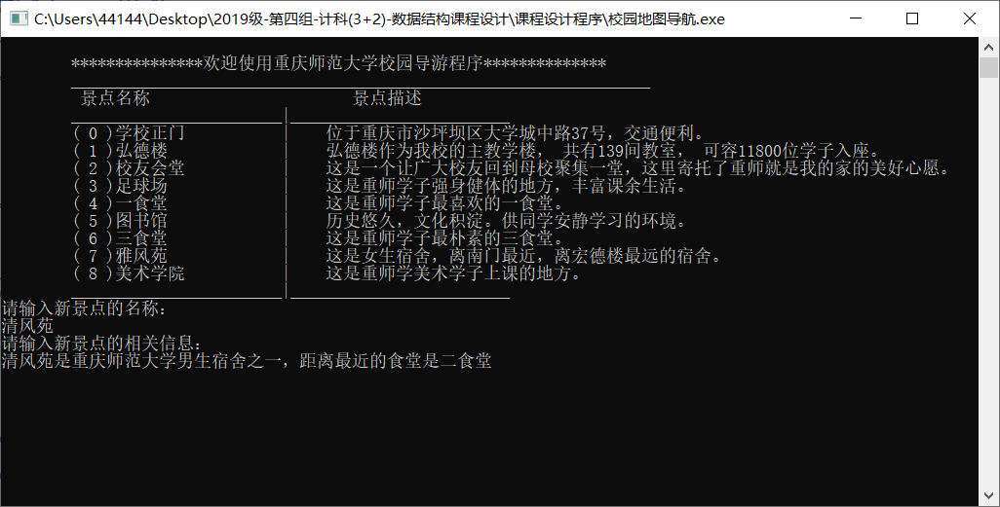 C:\Users\44144\Desktop\2019级-第四组-计科(3+2)-数据结构课程设计\课程设计程序\校园地图导航.exe
***************欢迎使用重庆师范大学校园导游程序**************
景点名称 景点描述
( 0 )学校正门 | 位于重庆市沙坪坝区大学城中路37号，交通便利。
( 1 )弘德楼 | 弘德楼作为我校的主教学楼， 共有139间教室， 可容11800位学子入座。
( 2 )校友会堂 | 这是一个让广大校友回到母校聚集一堂，这里寄托了重师就是我的家的美好心愿。
( 3 )足球场 | 这是重师学子强身健体的地方，丰富课余生活。
( 4 )一食堂 | 这是重师学子最喜欢的一食堂。
( 5 )图书馆 | 历史悠久，文化积淀。供同学安静学习的环境。
( 6 )三食堂 | 这是重师学子最朴素的三食堂。
( 7 )雅风苑 | 这是女生宿舍，离南门最近，离宏德楼最远的宿舍。
( 8 )美术学院 | 这是重师学美术学子上课的地方。
请输入新景点的名称：
清风苑
请输入新景点的相关信息：
清风苑是重庆师范大学男生宿舍之一，距离最近的食堂是二食堂